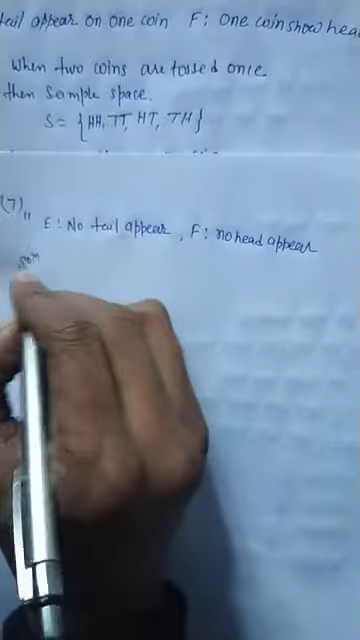 tail appear on one coin F: One coin show hea
When two coins are tossed once
then Sample space.
S = {HH, TT, HT, TH}
(7) E: No tail appear, F: no head appear